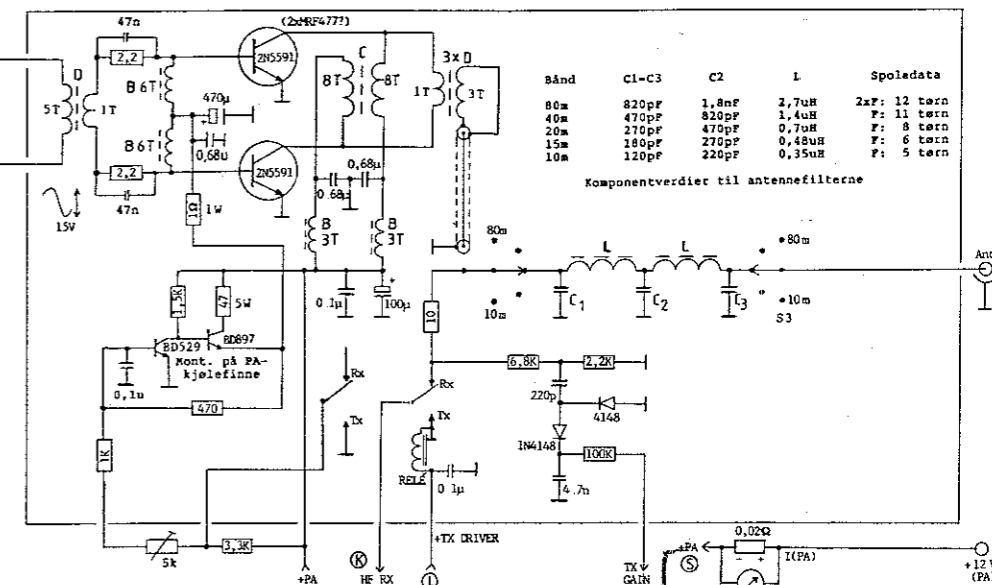 47n
(2xMRF477?)
2,2
2N5591
D
5T
1T
B 6T
470µ
C
8T
8T
3xD
1T
3T
B6T
0,68u
2,2
2N5591
47n
15V
1Ω
1W
0.68µ
0,68µ
B
3T
B
3T
Bånd C1-C3 C2 L Spoledata
80m 820pF 1,8nF 2,7uH 2xF: 12 tørn
40m 470pF 820pF 1,4uH F: 11 tørn
20m 270pF 470pF 0,7uH F: 8 tørn
15m 180pF 270pF 0,48uH F: 6 tørn
10m 120pF 220pF 0,35uH F: 5 tørn
Komponentverdier til antennefilterne
80m
L
L
80m
Ant
10m
C1
C2
C3
10m
S3
1,5K
47
5W
0.1µ
100µ
10
BD529
BD897
Mont. på PA-
kjølefinne
0,1u
470
Rx
Tx
Rx
Tx
6,8K
2,2K
220p
4148
1N4148
100K
4.7n
RELE
0 1µ
1K
5k
3,3K
+TX DRIVER
+PA
K
HF RX
TX
GAIN
+PA
S
0,02Ω
I(PA)
+12V
(PA)